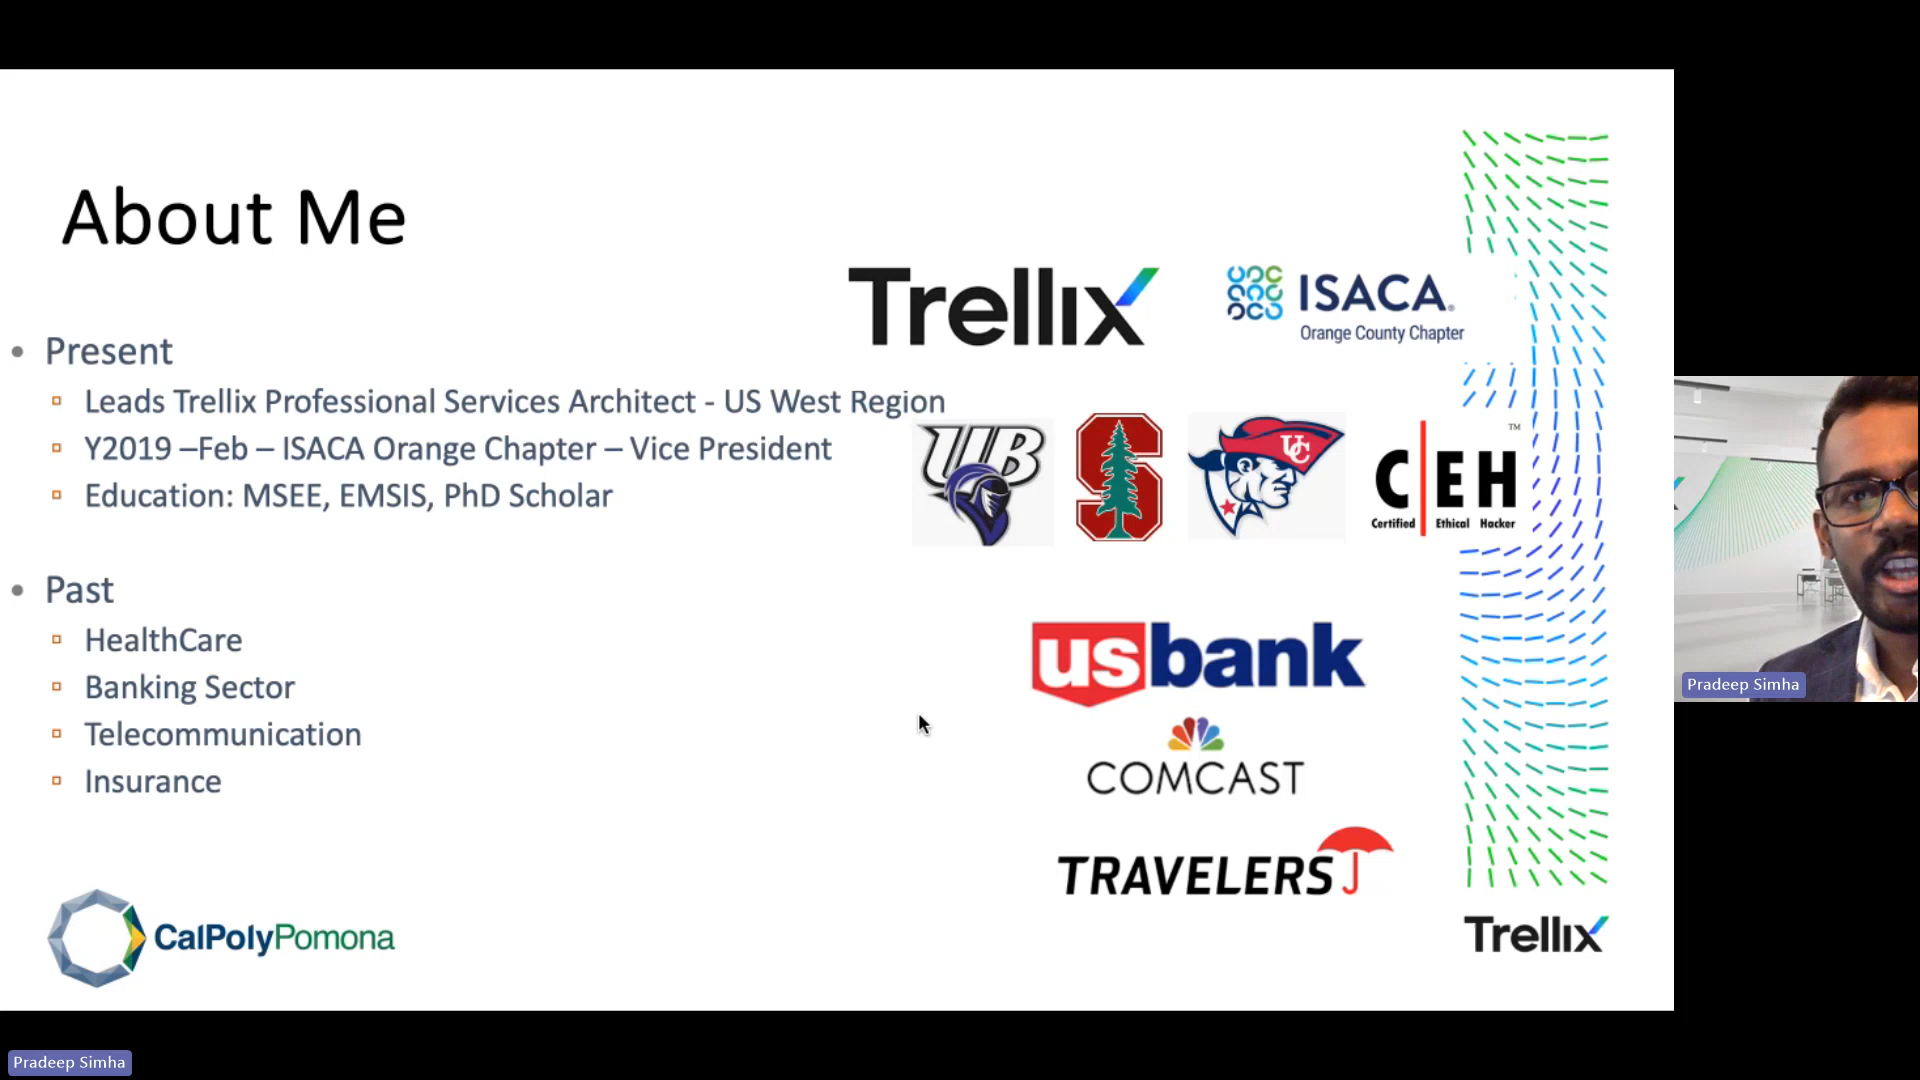 About Me
Trellix
ISACA®
Orange County Chapter
• Present
Leads Trellix Professional Services Architect - US West Region
Y2019 –Feb – ISACA Orange Chapter – Vice President
Education: MSEE, EMSIS, PhD Scholar
UB
S
UC
C|EH™
Certified Ethical Hacker
• Past
HealthCare
Banking Sector
Telecommunication
Insurance
usbank
COMCAST
TRAVELERS
CalPolyPomona
Trellix
Pradeep Simha
Pradeep Simha